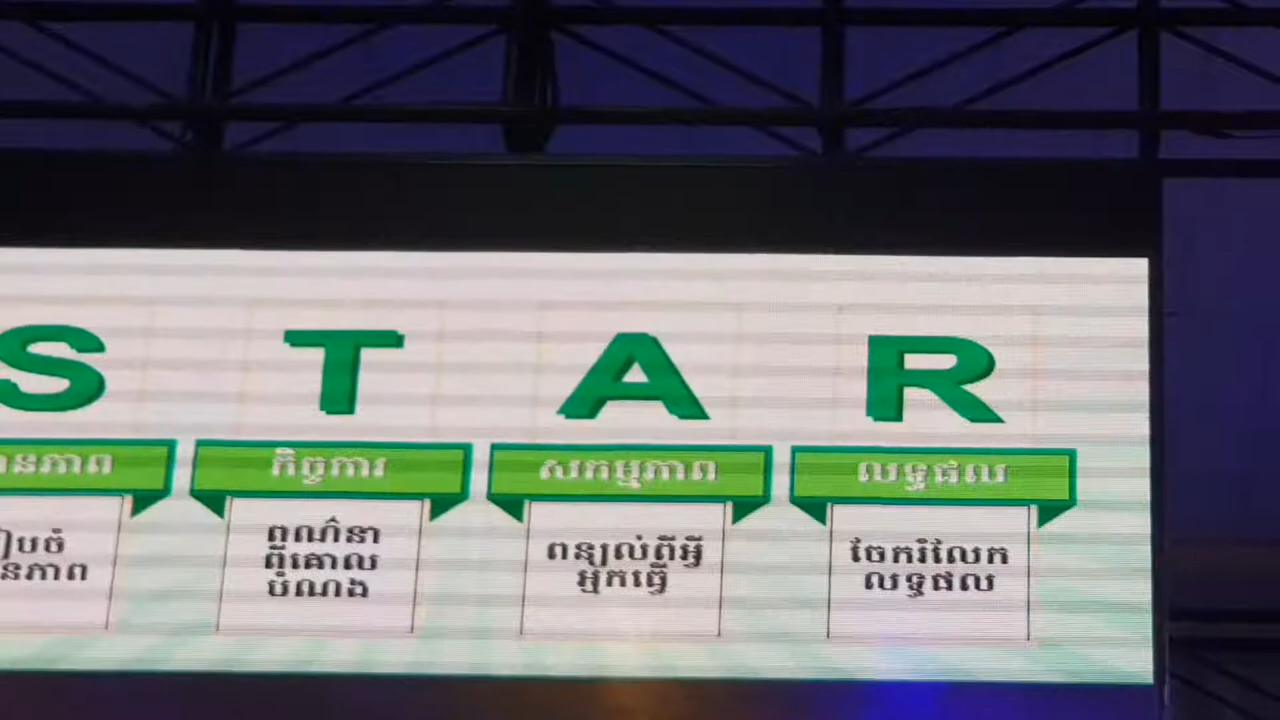 S T A R
កិច្ចការ
សកម្មភាព
លទ្ធផល
ពណ៌នា
ពីគោល
បំណង
ពន្យល់ពីអ្វី
អ្នកធ្វើ
ចែករំលែក
លទ្ធផល